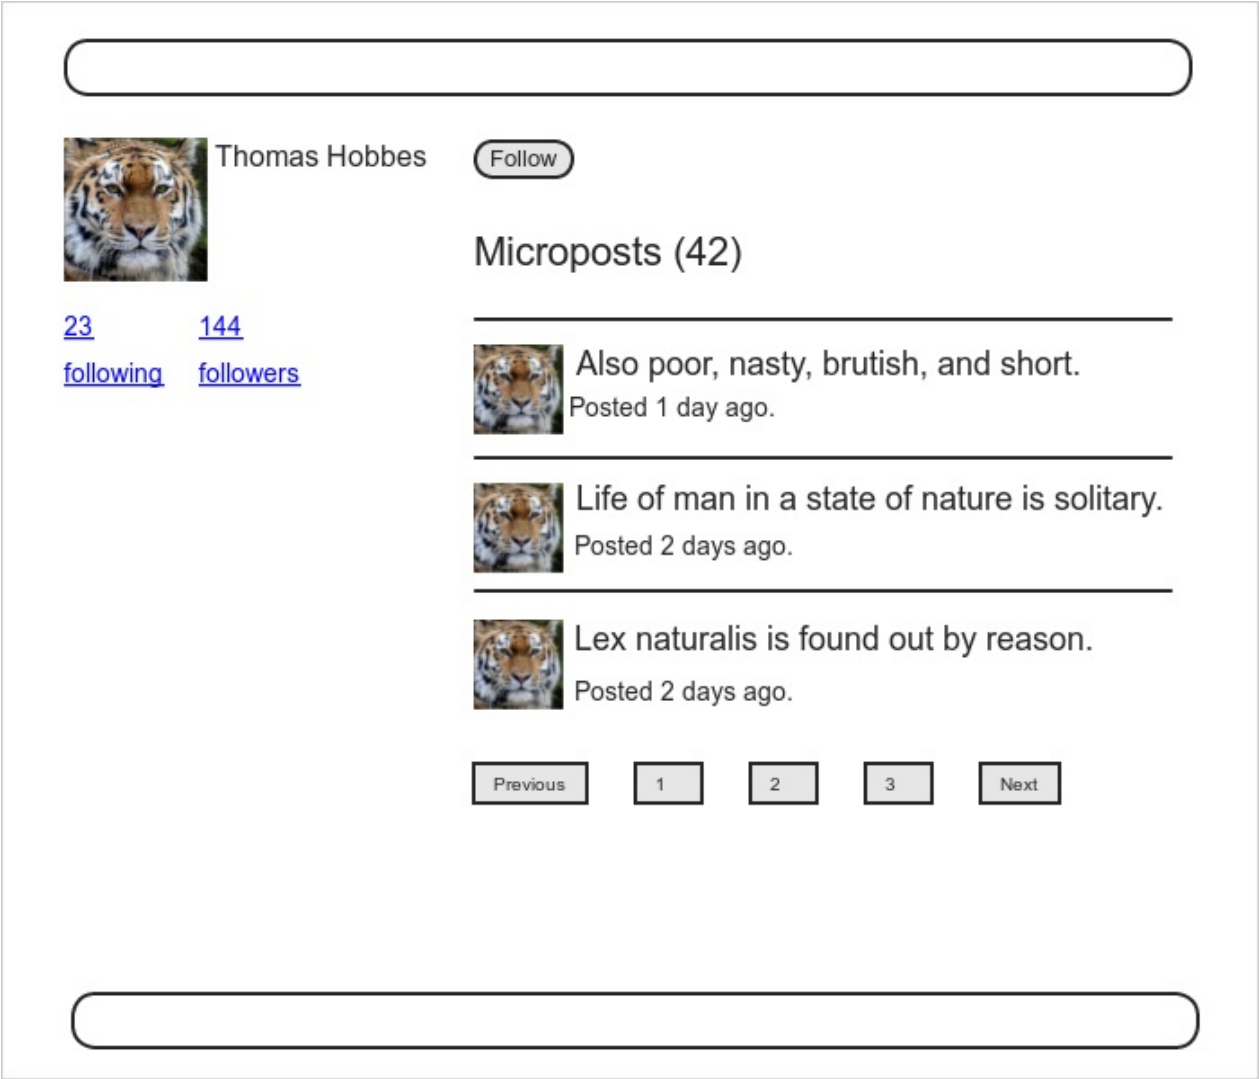 Thomas Hobbes
23
144
following
followers
Follow
Microposts (42)
Also poor, nasty, brutish, and short.
Posted 1 day ago.
Life of man in a state of nature is solitary.
Posted 2 days ago.
Lex naturalis is found out by reason.
Posted 2 days ago.
Previous
1
2
3
Next